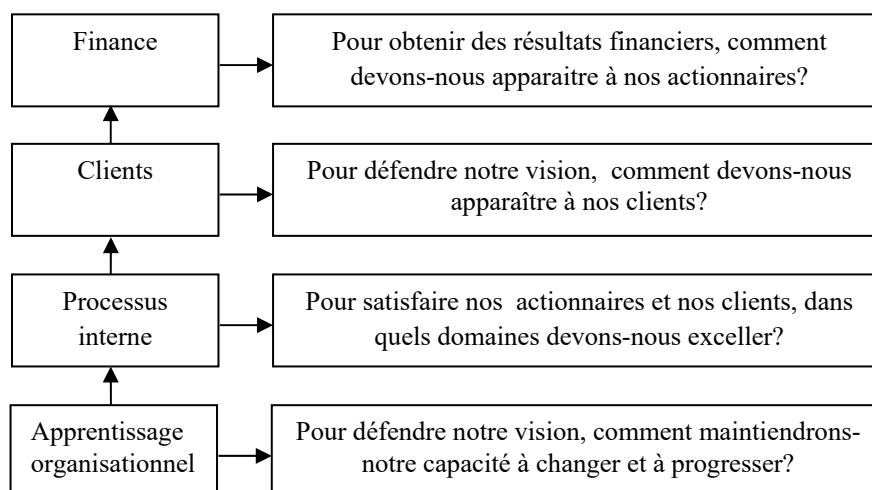 Finance
Pour obtenir des résultats financiers, comment
devons-nous apparaitre à nos actionnaires?
Clients
Pour défendre notre vision,  comment devons-nous
apparaître à nos clients?
Processus
interne
Pour satisfaire nos  actionnaires et nos clients, dans
quels domaines devons-nous exceller?
Apprentissage
organisationnel
Pour défendre notre vision, comment maintiendrons-
notre capacité à changer et à progresser?